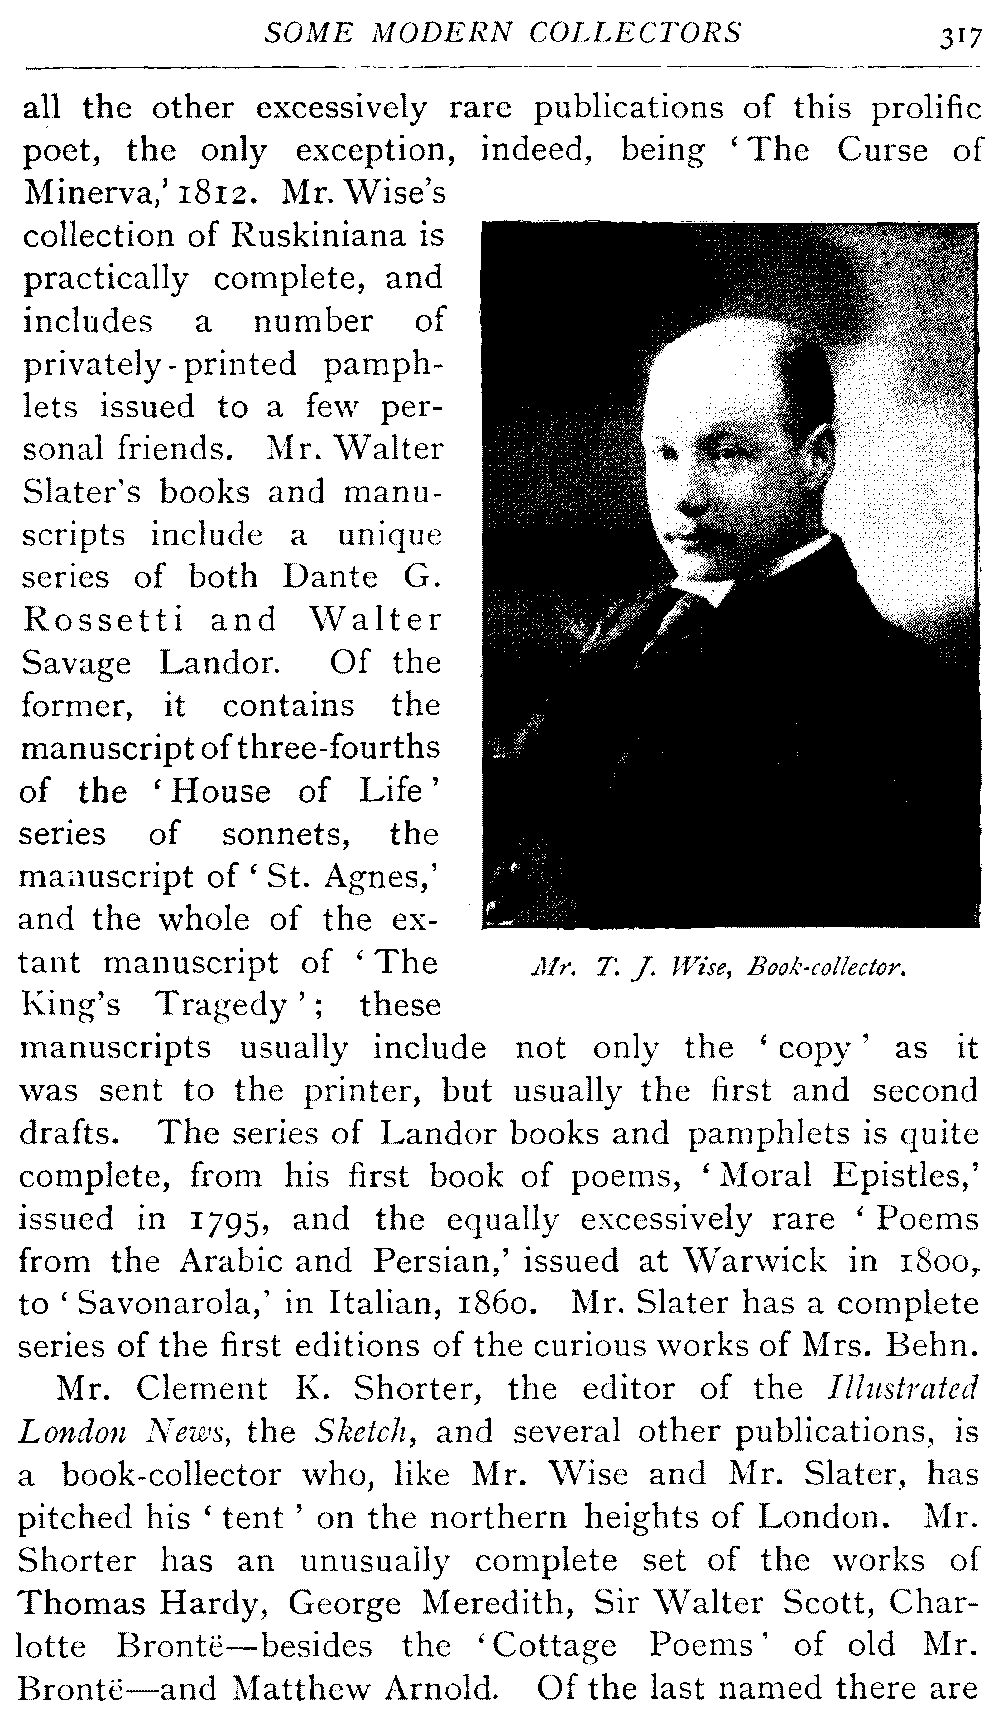 SOME MODERN COLLECTORS 317
all the other excessively rare publications of this prolific
poet, the only exception, indeed, being ‘The Curse of
Minerva,’ 1812. Mr. Wise’s
collection of Ruskiniana is
practically complete, and
includes a number of
privately-printed pamph-
lets issued to a few per-
sonal friends. Mr. Walter
Slater’s books and manu-
scripts include a unique
series of both Dante G.
Rossetti and Walter
Savage Landor. Of the
former, it contains the
manuscript of three-fourths
of the ‘House of Life’
series of sonnets, the
manuscript of ‘St. Agnes,’
and the whole of the ex-
tant manuscript of ‘The
King’s Tragedy’; these
Mr. T. J. Wise, Book-collector.
manuscripts usually include not only the ‘copy’ as it
was sent to the printer, but usually the first and second
drafts. The series of Landor books and pamphlets is quite
complete, from his first book of poems, ‘Moral Epistles,’
issued in 1795, and the equally excessively rare ‘Poems
from the Arabic and Persian,’ issued at Warwick in 1800,
to ‘Savonarola,’ in Italian, 1860. Mr. Slater has a complete
series of the first editions of the curious works of Mrs. Behn.
Mr. Clement K. Shorter, the editor of the Illustrated
London News, the Sketch, and several other publications, is
a book-collector who, like Mr. Wise and Mr. Slater, has
pitched his ‘tent’ on the northern heights of London. Mr.
Shorter has an unusually complete set of the works of
Thomas Hardy, George Meredith, Sir Walter Scott, Char-
lotte Brontë—besides the ‘Cottage Poems’ of old Mr.
Brontë—and Matthew Arnold. Of the last named there are